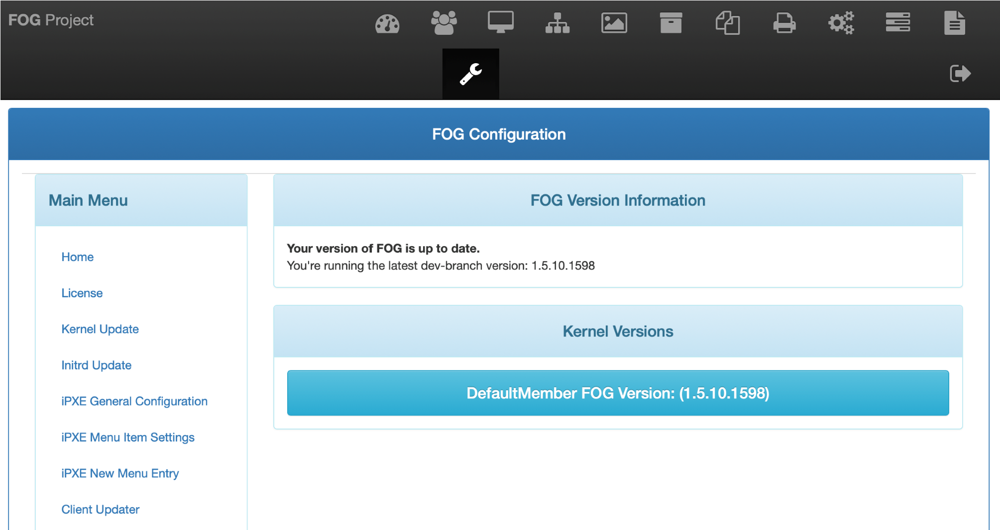 FOG Project
FOG Configuration
Main Menu
Home
License
Kernel Update
Initrd Update
iPXE General Configuration
iPXE Menu Item Settings
iPXE New Menu Entry
Client Updater
FOG Version Information
Your version of FOG is up to date.
You're running the latest dev-branch version: 1.5.10.1598
Kernel Versions
DefaultMember FOG Version: (1.5.10.1598)